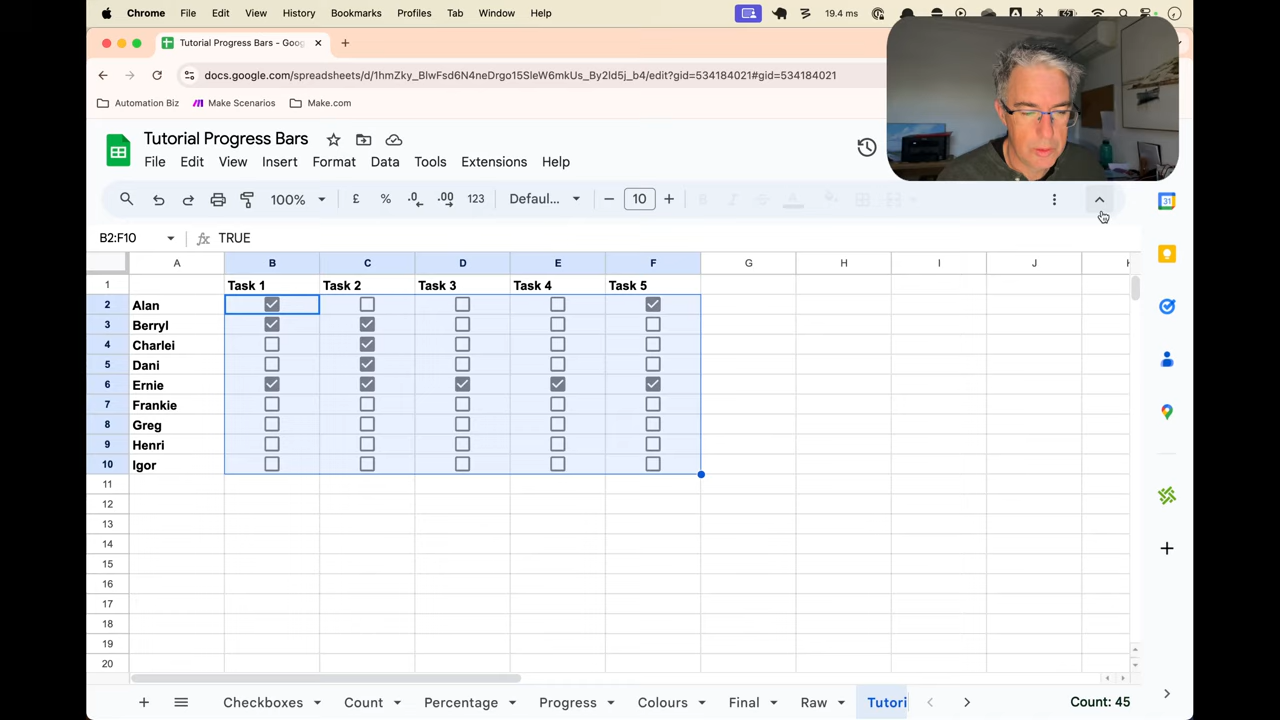 Chrome File Edit View History Bookmarks Profiles Tab Window Help 19.4 ms
Tutorial Progress Bars - Goog
docs.google.com/spreadsheets/d/1hmZky_BlwFsd6N4neDrgo15SleW6mkUs_By2ld5j_b4/edit?gid=534184021#gid=534184021
Automation Biz Make Scenarios Make.com
Tutorial Progress Bars
File Edit View Insert Format Data Tools Extensions Help
100% £ % .0 .00 123 Defaul... 10
B2:F10 fx TRUE
A B C D E F G H I J
1 Task 1 Task 2 Task 3 Task 4 Task 5
2 Alan
3 Berryl
4 Charlei
5 Dani
6 Ernie
7 Frankie
8 Greg
9 Henri
10 Igor
11
12
13
14
15
16
17
18
19
20
Checkboxes Count Percentage Progress Colours Final Raw Tutori Count: 45
31